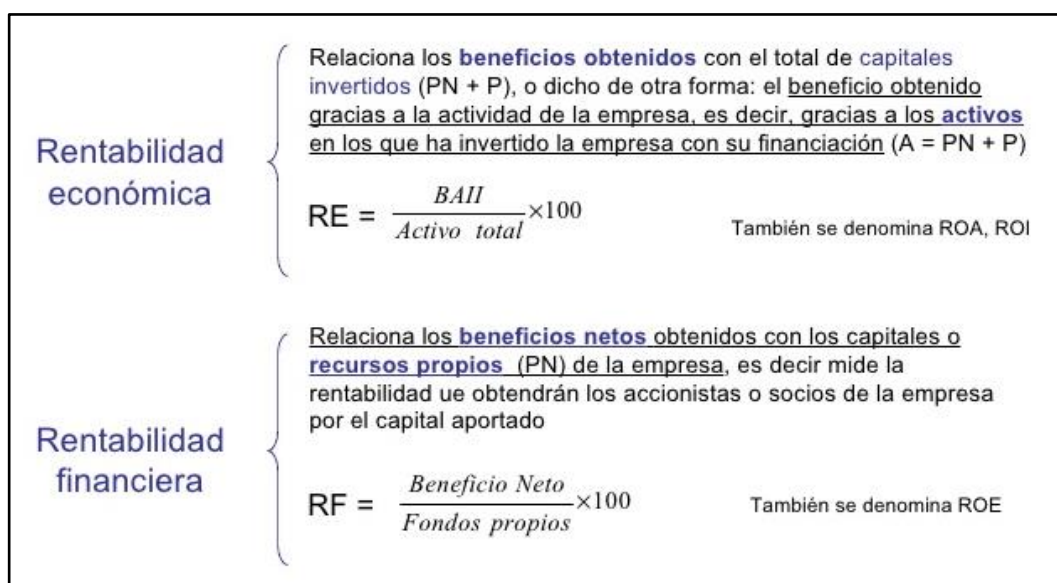 Rentabilidad
económica
Relaciona los beneficios obtenidos con el total de capitales
invertidos (PN + P), o dicho de otra forma: el beneficio obtenido
gracias a la actividad de la empresa, es decir, gracias a los activos
en los que ha invertido la empresa con su financiación (A = PN + P)
RE = BAII / Activo total ×100
También se denomina ROA, ROI
Rentabilidad
financiera
Relaciona los beneficios netos obtenidos con los capitales o
recursos propios (PN) de la empresa, es decir mide la
rentabilidad ue obtendrán los accionistas o socios de la empresa
por el capital aportado
RF = Beneficio Neto / Fondos propios ×100
También se denomina ROE